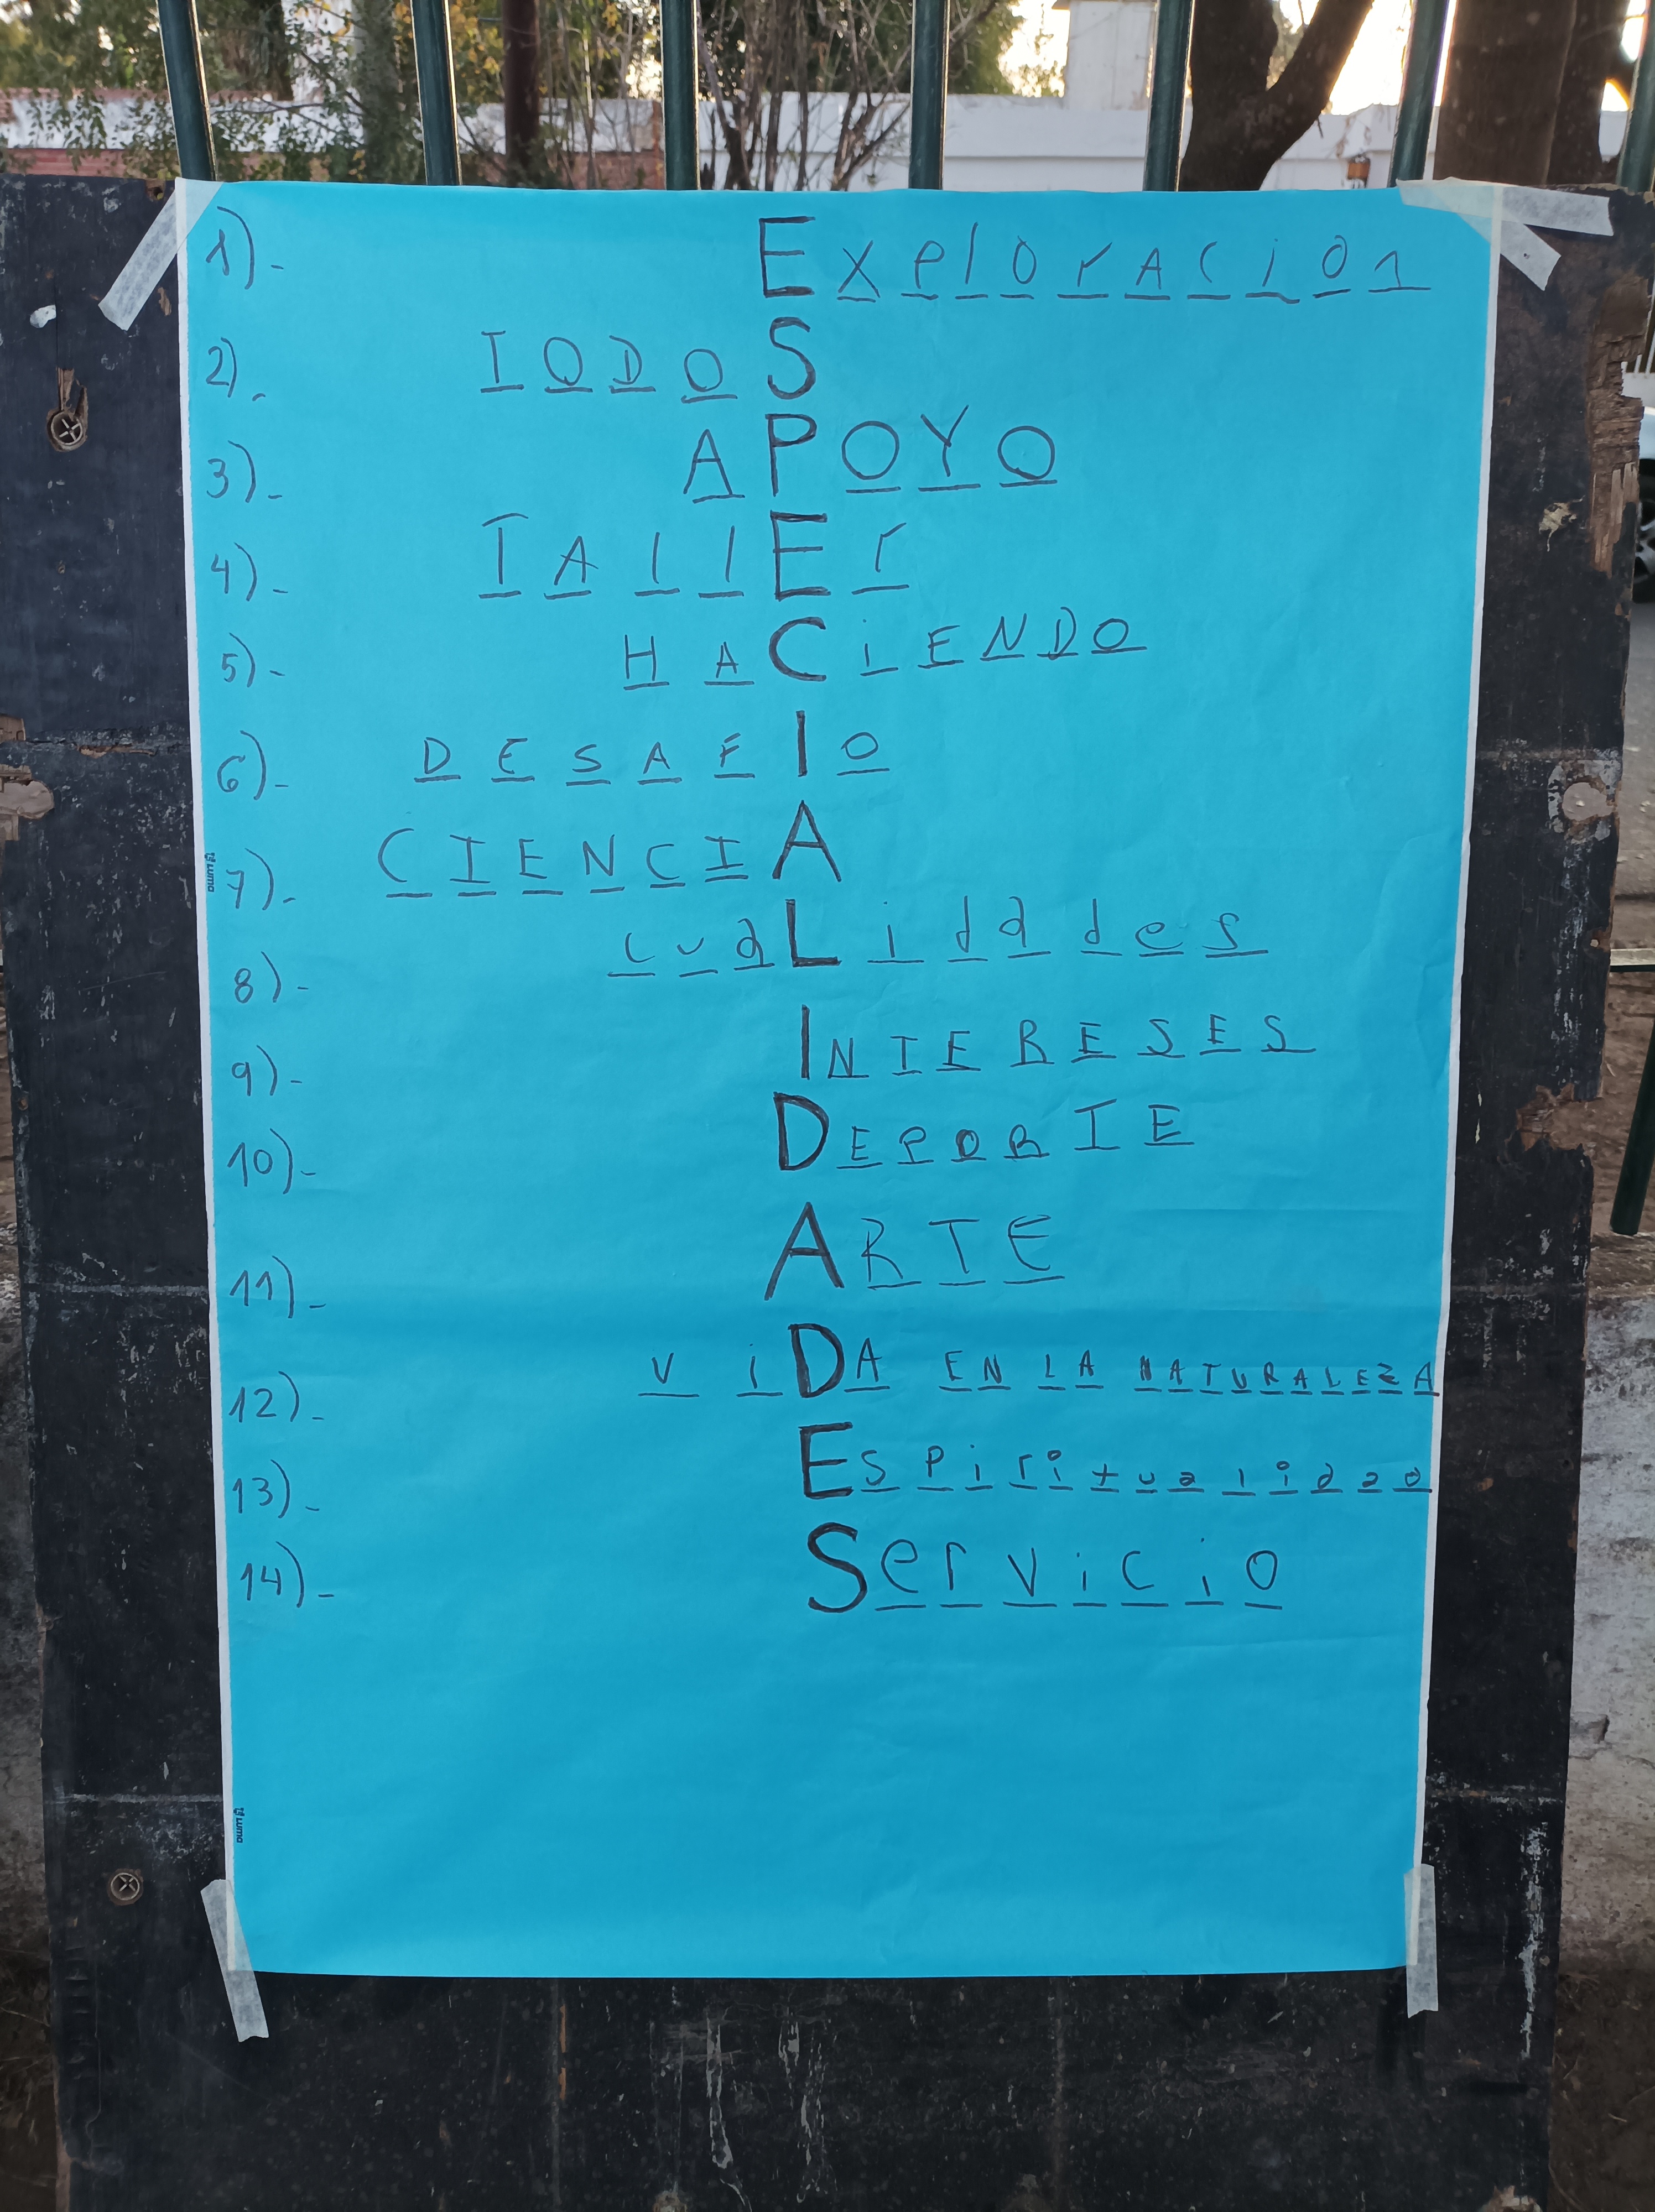 1)- Exploracion
2)- TODOS
3)- APOYO
4)- TAllEr
5)- HACiENDO
6)- DESAFIO
7)- CIENCIA
8)- cuaLidades
9)- INTERESES
10)- DEPORTE
11)- ARTE
12)- ViDA EN LA NATURALEZA
13)- Espiritualidad
14)- Servicio
Luma
Luma